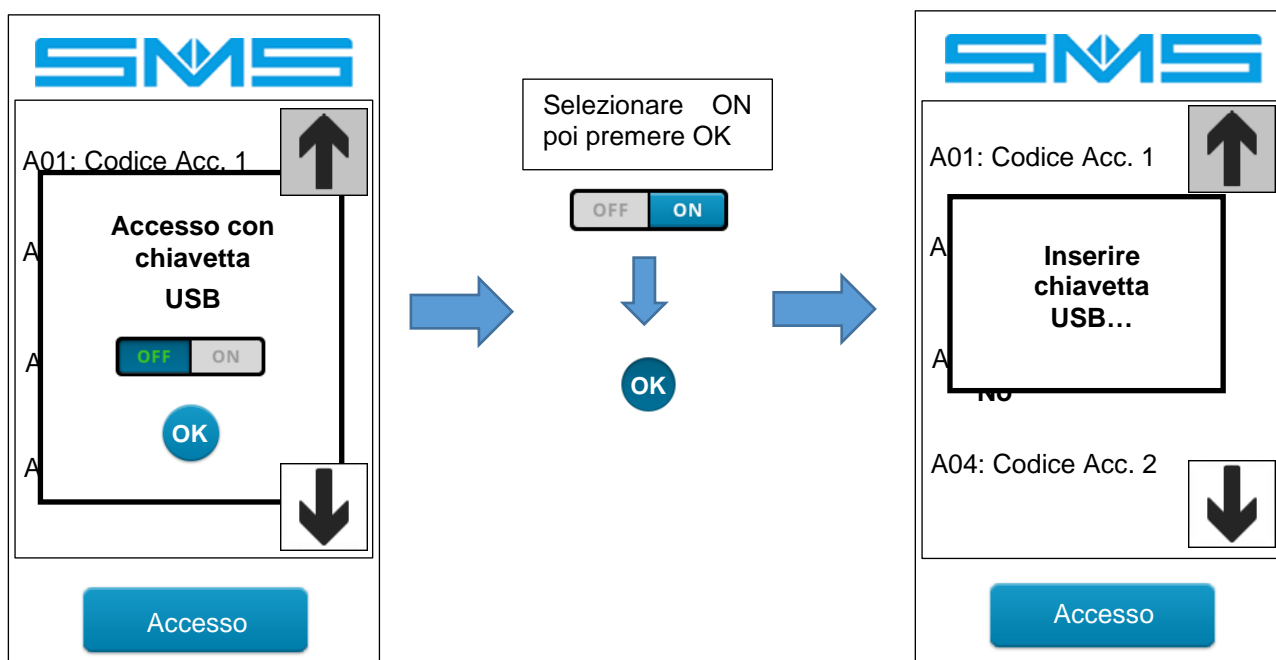 SMS
A01: Codice Acc. 1
A
Accesso con
chiavetta
USB
A
OFF ON
OK
A
Accesso
Selezionare ON
poi premere OK
OFF ON
OK
SMS
A01: Codice Acc. 1
A
Inserire
chiavetta
USB…
A
No
A04: Codice Acc. 2
Accesso